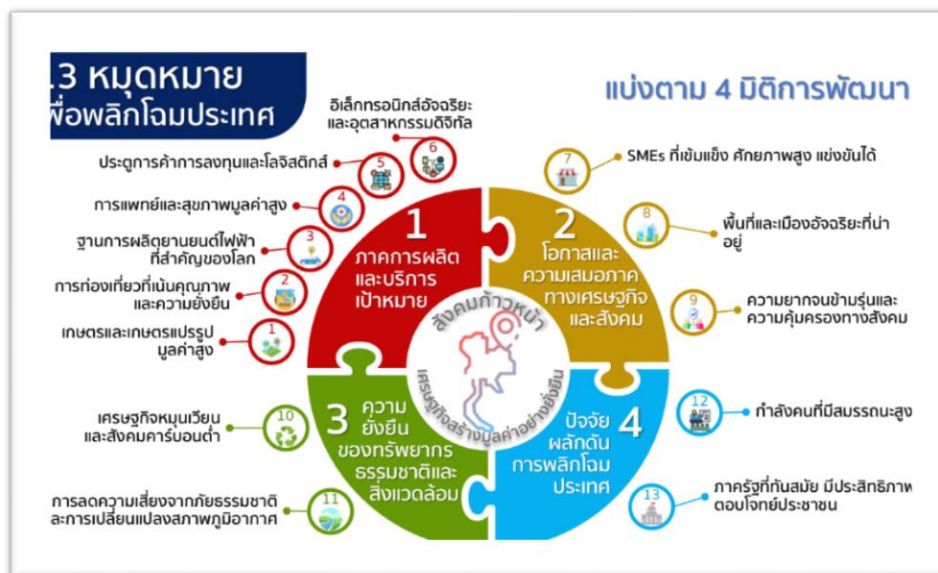 .3 หมุดหมาย
พื่อพลิกโฉมประเทศ
แบ่งตาม 4 มิติการพัฒนา
อิเล็กทรอนิกส์อัจฉริยะ
และอุตสาหกรรมดิจิทัล
6
ประตูการค้าการลงทุนและโลจิสติกส์
5
การแพทย์และสุขภาพมูลค่าสูง
4
ฐานการผลิตยานยนต์ไฟฟ้า
ที่สำคัญของโลก
3
การท่องเที่ยวที่เน้นคุณภาพ
และความยั่งยืน
2
เกษตรและเกษตรแปรรูป
มูลค่าสูง
1
1
ภาคการผลิต
และบริการ
เป้าหมาย
2
โอกาสและ
ความเสมอภาค
ทางเศรษฐกิจ
และสังคม
7
SMEs ที่เข้มแข็ง ศักยภาพสูง แข่งขันได้
8
พื้นที่และเมืองอัจฉริยะที่น่า
อยู่
9
ความยากจนข้ามรุ่นและ
ความคุ้มครองทางสังคม
สังคมก้าวหน้า
เศรษฐกิจสร้างมูลค่าอย่างยั่งยืน
3 ความ
ยั่งยืน
ของทรัพยากร
ธรรมชาติและ
สิ่งแวดล้อม
10
เศรษฐกิจหมุนเวียน
และสังคมคาร์บอนต่ำ
11
การลดความเสี่ยงจากภัยธรรมชาติ
ละการเปลี่ยนแปลงสภาพภูมิอากาศ
4
ปัจจัย
ผลักดัน
การพลิกโฉม
ประเทศ
12
กำลังคนที่มีสมรรถนะสูง
13
ภาครัฐที่ทันสมัย มีประสิทธิภาพ
ตอบโจทย์ประชาชน